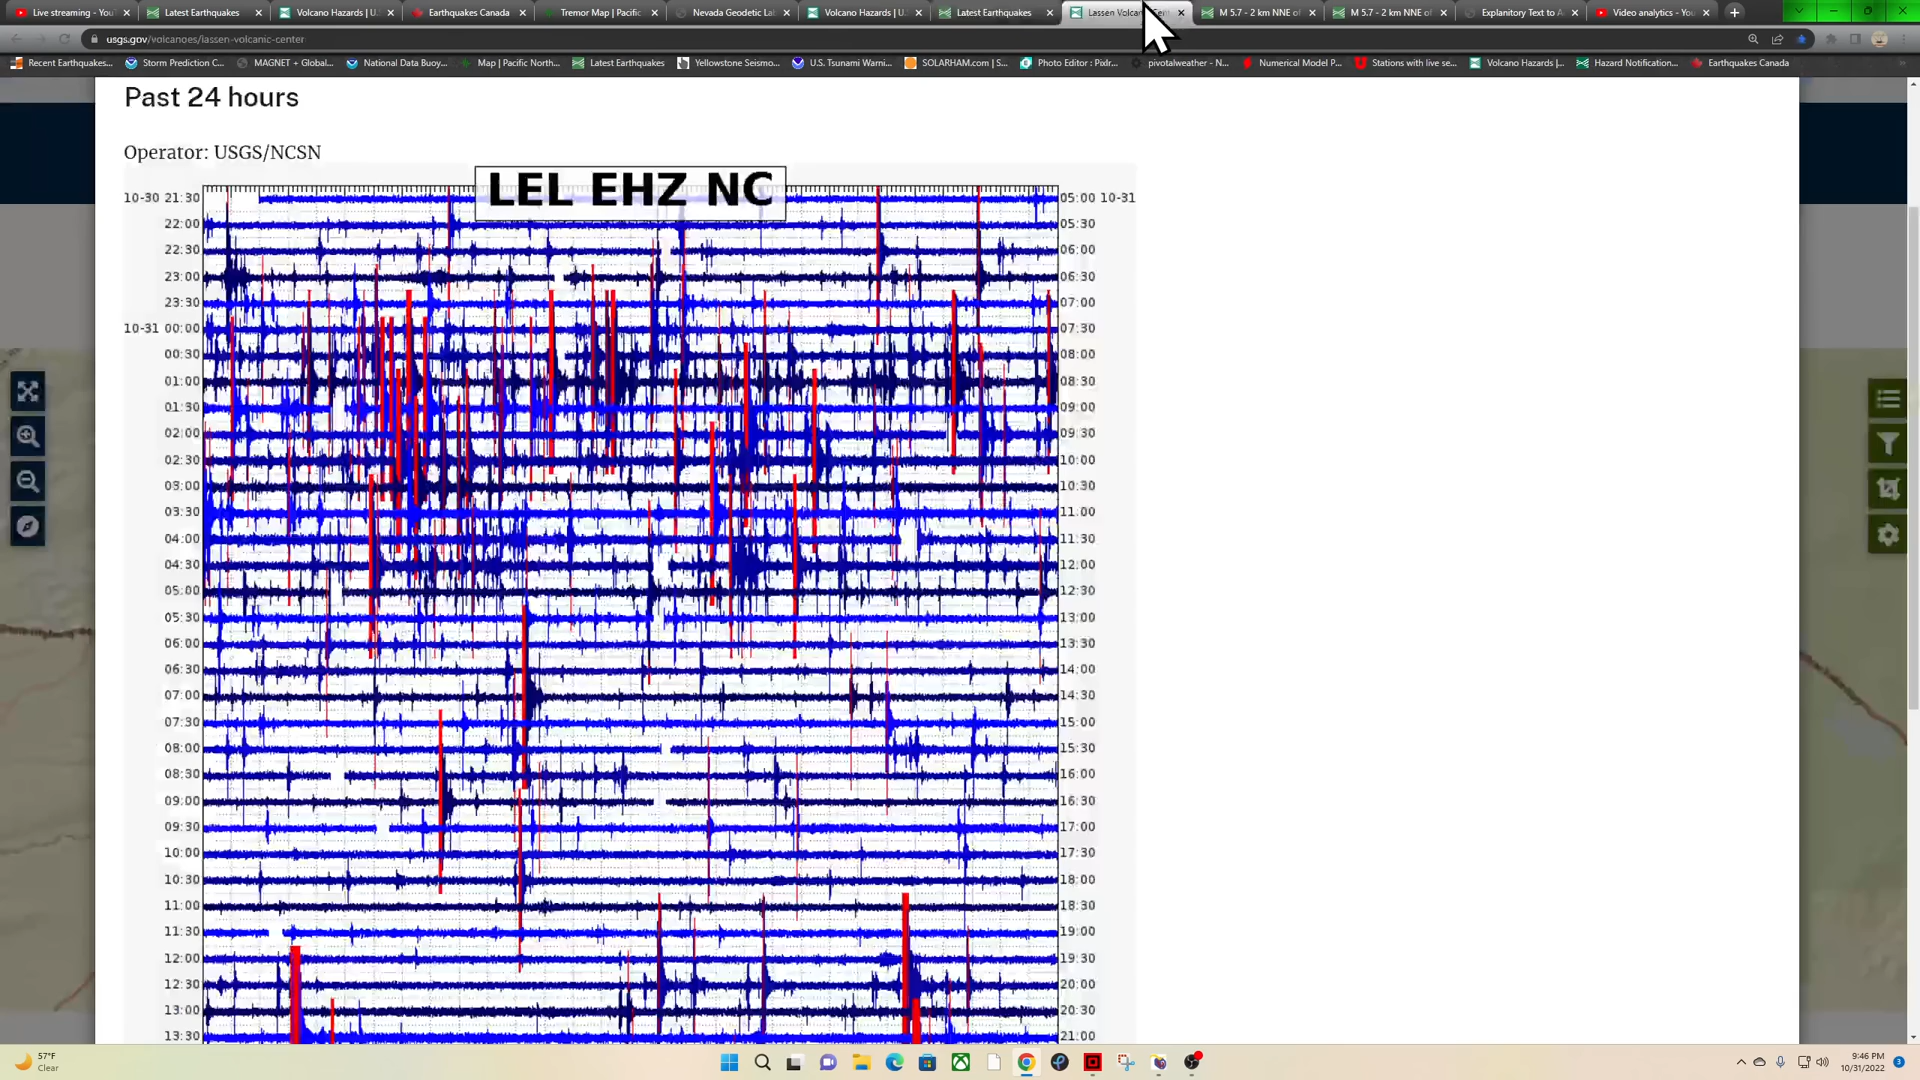 Live streaming - YouTu
Latest Earthquakes
Volcano Hazards | U.S
Earthquakes Canada
Tremor Map | Pacific
Nevada Geodetic La
Volcano Hazards | U.S
Latest Earthquakes
Lassen Volcanic Cen
M 5.7 - 2 km NNE of
M 5.7 - 2 km NNE of
Explanitory Text to A
Video analytics - You
usgs.gov/volcanoes/lassen-volcanic-center
Recent Earthquakes...
Storm Prediction C...
MAGNET + Global...
National Data Buoy...
Map | Pacific North...
Latest Earthquakes
Yellowstone Seismo...
U.S. Tsunami Warni...
SOLARHAM.com | S...
Photo Editor : Pixlr...
pivotalweather - N...
Numerical Model P...
Stations with live se...
Volcano Hazards |...
Hazard Notification...
Earthquakes Canada
Past 24 hours
Operator: USGS/NCSN
LEL EHZ NC
10-30 21:30 05:00 10-31
22:00 05:30
22:30 06:00
23:00 06:30
23:30 07:00
10-31 00:00 07:30
00:30 08:00
01:00 08:30
01:30 09:00
02:00 09:30
02:30 10:00
03:00 10:30
03:30 11:00
04:00 11:30
04:30 12:00
05:00 12:30
05:30 13:00
06:00 13:30
06:30 14:00
07:00 14:30
07:30 15:00
08:00 15:30
08:30 16:00
09:00 16:30
09:30 17:00
10:00 17:30
10:30 18:00
11:00 18:30
11:30 19:00
12:00 19:30
12:30 20:00
13:00 20:30
13:30 21:00
57°F
Clear
9:46 PM
10/31/2022
3